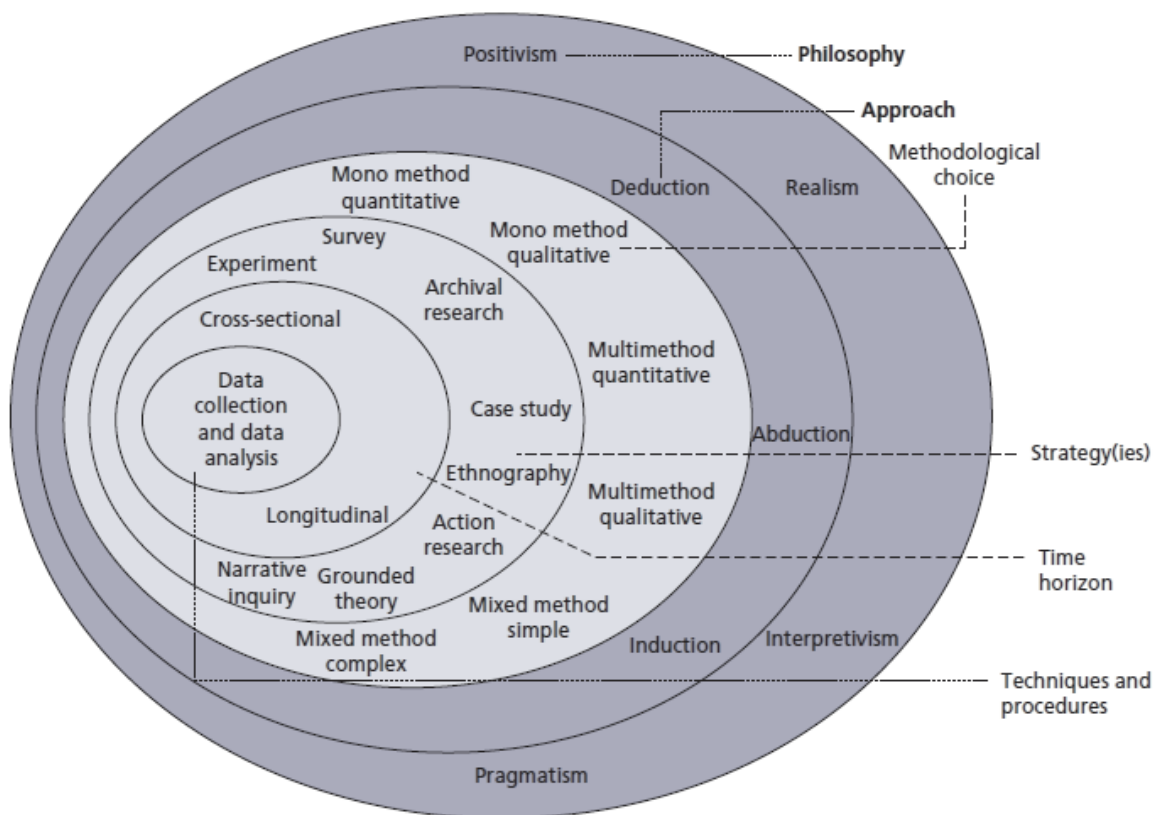 Positivism
Philosophy
Approach
Methodological
choice
Mono method
quantitative
Deduction
Realism
Survey
Mono method
qualitative
Experiment
Archival
research
Cross-sectional
Multimethod
quantitative
Data
collection
and data
analysis
Case study
Abduction
Strategy(ies)
Ethnography
Multimethod
qualitative
Longitudinal
Action
research
Time
horizon
Narrative
inquiry
Grounded
theory
Mixed method
simple
Mixed method
complex
Induction
Interpretivism
Techniques and
procedures
Pragmatism